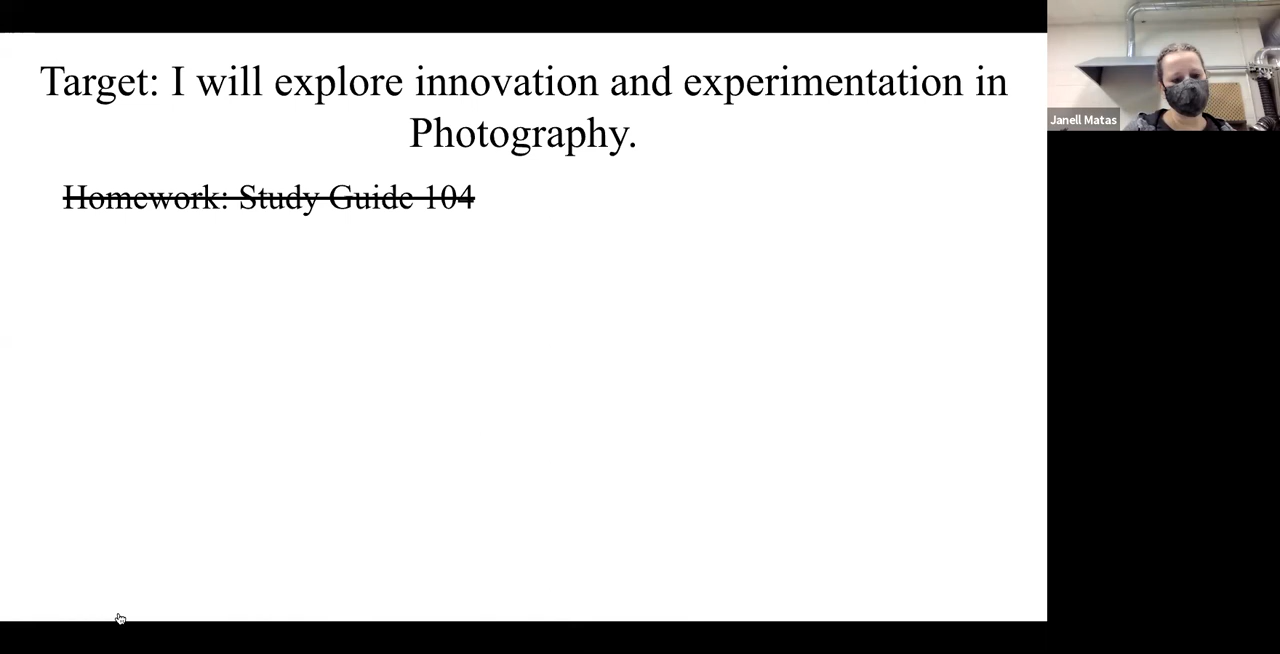 Target: I will explore innovation and experimentation in
Photography.
Homework: Study Guide 104
Janell Matas